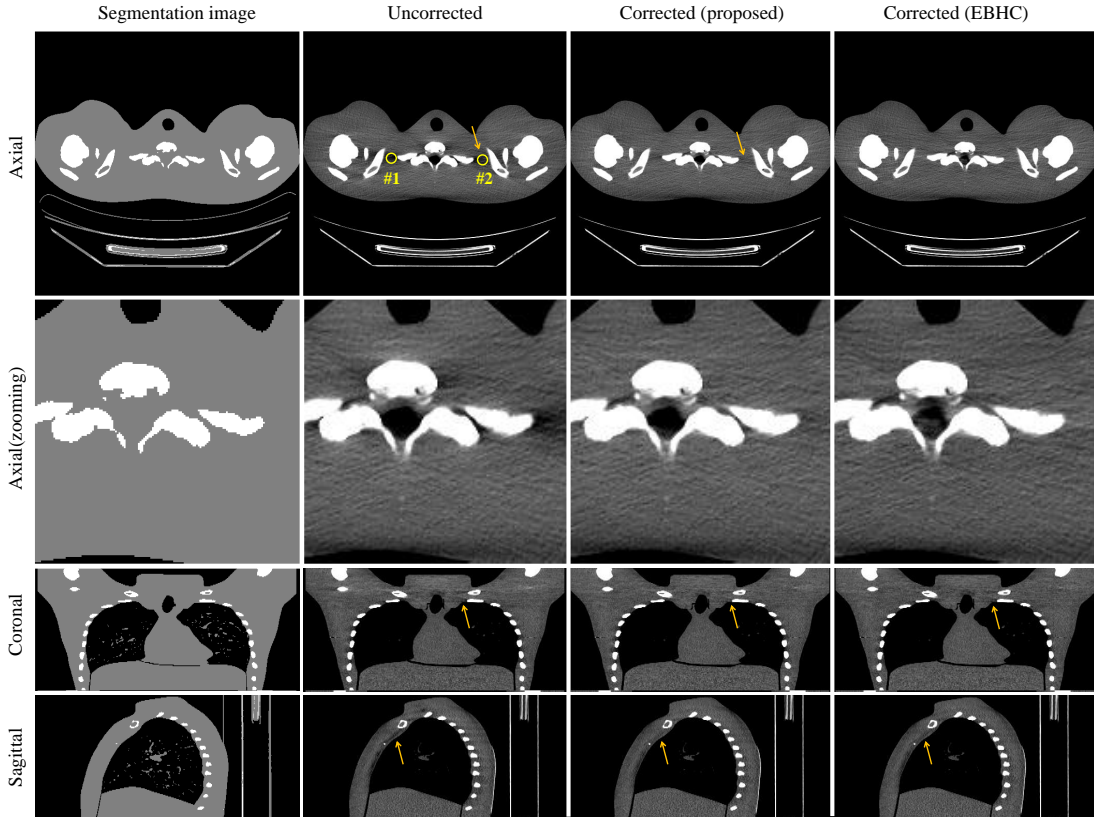 Segmentation image
Uncorrected
Corrected (proposed)
Corrected (EBHC)
Axial
#1
#2
Axial(zooming)
Coronal
Sagittal